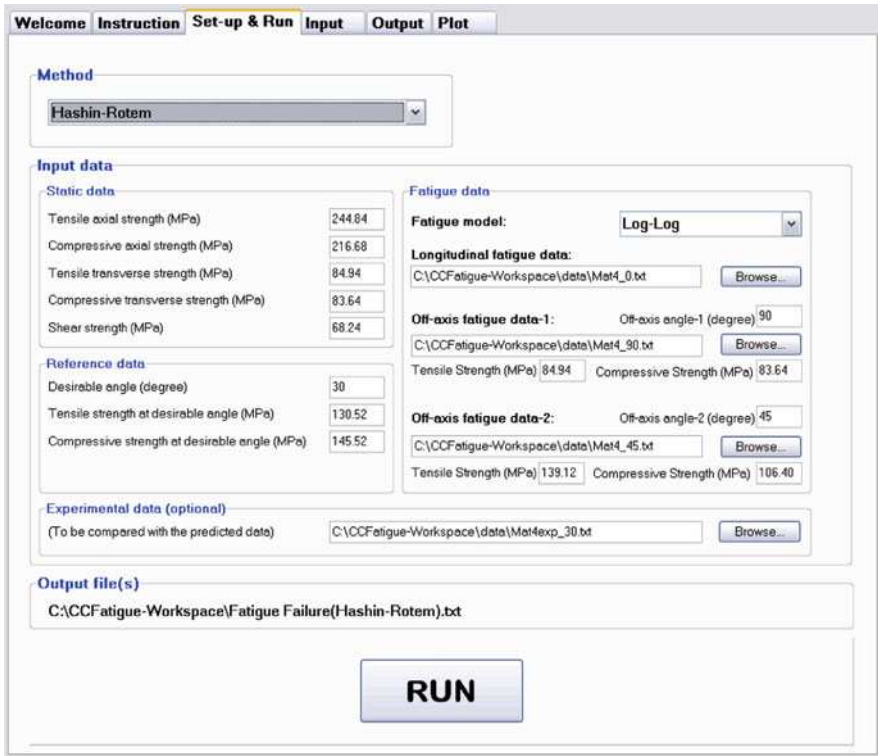 Welcome Instruction Set-up & Run Input Output Plot
Method
Hashin-Rotem
Input data
Static data
Tensile axial strength (MPa) 244.84
Compressive axial strength (MPa) 216.68
Tensile transverse strength (MPa) 84.94
Compressive transverse strength (MPa) 83.64
Shear strength (MPa) 68.24
Reference data
Desirable angle (degree) 30
Tensile strength at desirable angle (MPa) 130.52
Compressive strength at desirable angle (MPa) 145.52
Fatigue data
Fatigue model: Log-Log
Longitudinal fatigue data:
C:\CCFatigue-Workspace\data\Mat4_0.txt Browse...
Off-axis fatigue data-1: Off-axis angle-1 (degree) 90
C:\CCFatigue-Workspace\data\Mat4_90.txt Browse...
Tensile Strength (MPa) 84.94 Compressive Strength (MPa) 83.64
Off-axis fatigue data-2: Off-axis angle-2 (degree) 45
C:\CCFatigue-Workspace\data\Mat4_45.txt Browse...
Tensile Strength (MPa) 139.12 Compressive Strength (MPa) 106.40
Experimental data (optional)
(To be compared with the predicted data) C:\CCFatigue-Workspace\data\Mat4exp_30.txt Browse...
Output file(s)
C:\CCFatigue-Workspace\Fatigue Failure(Hashin-Rotem).txt
RUN